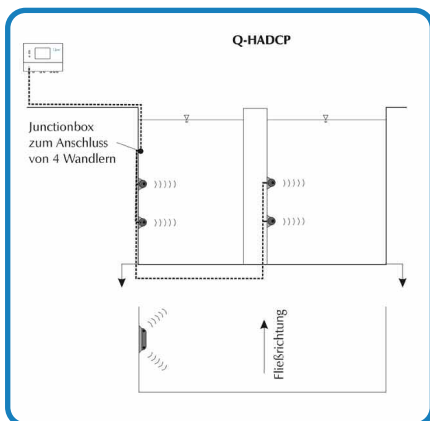 Q-HADCP
Junctionbox
zum Anschluss
von 4 Wandlern
Fließrichtung